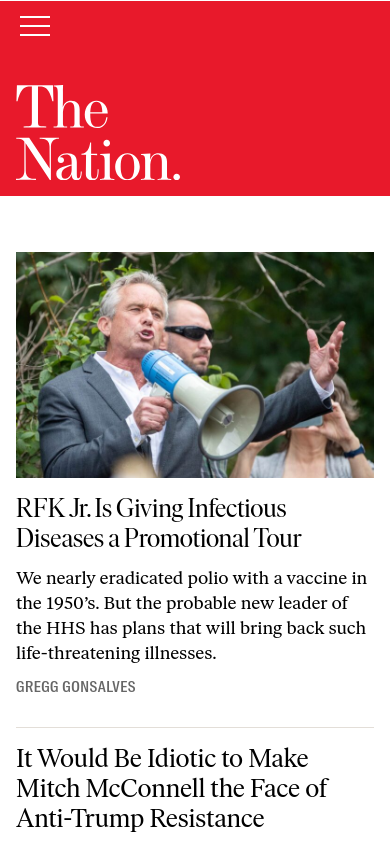 The
Nation.
RFK Jr. Is Giving Infectious
Diseases a Promotional Tour
We nearly eradicated polio with a vaccine in
the 1950’s. But the probable new leader of
the HHS has plans that will bring back such
life-threatening illnesses.
GREGG GONSALVES
It Would Be Idiotic to Make
Mitch McConnell the Face of
Anti-Trump Resistance